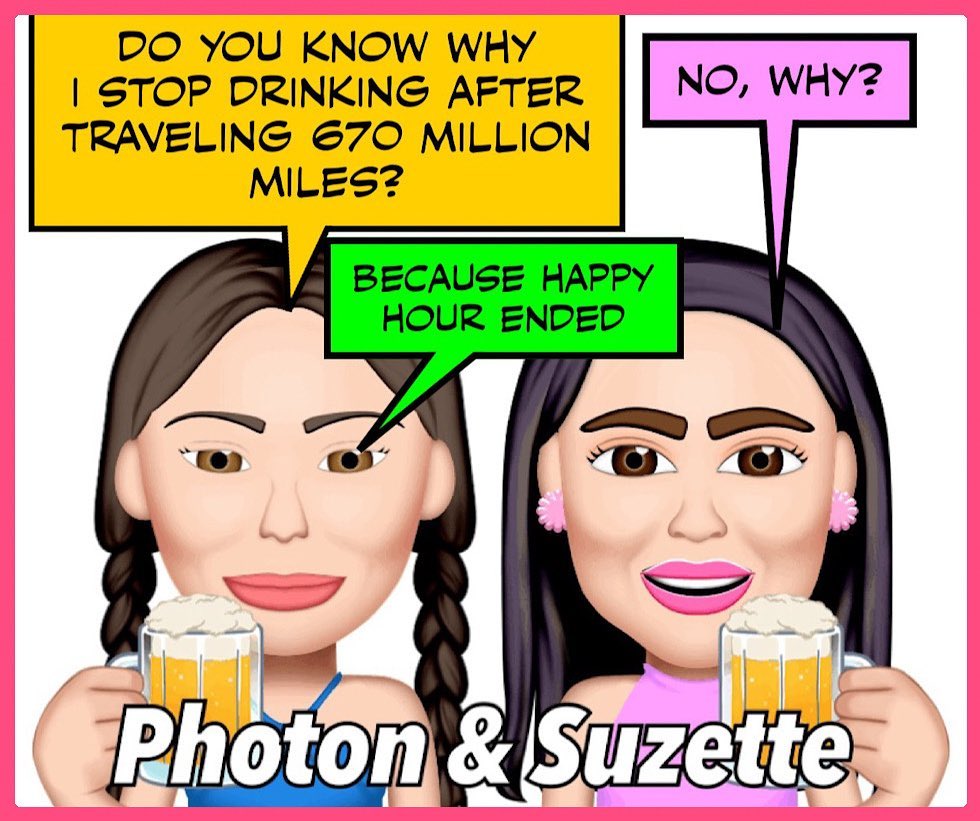 DO YOU KNOW WHY
I STOP DRINKING AFTER
TRAVELING 670 MILLION
MILES?
NO, WHY?
BECAUSE HAPPY
HOUR ENDED
Photon & Suzette